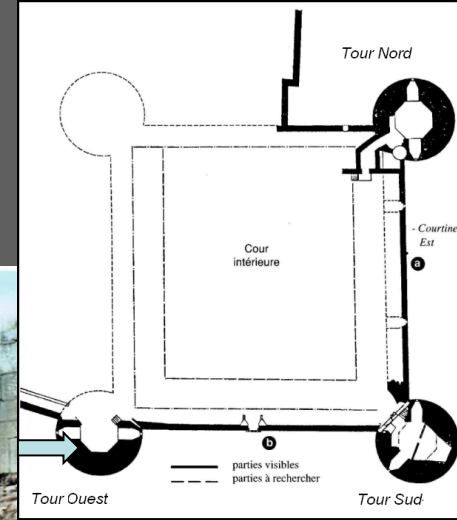 Tour Nord
- Courtine
Est
a
Cour
intérieure
b
parties visibles
parties à rechercher
Tour Ouest
Tour Sud-